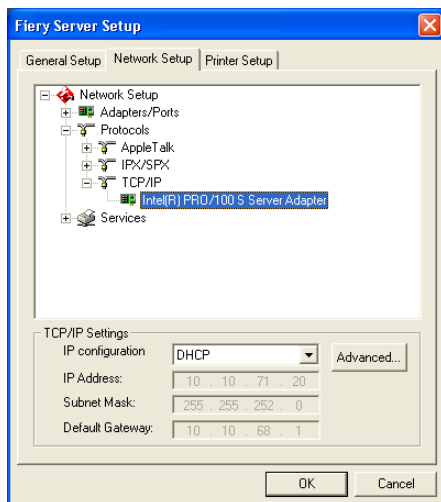 Fiery Server Setup
General Setup Network Setup Printer Setup
Network Setup
Adapters/Ports
Protocols
AppleTalk
IPX/SPX
TCP/IP
Intel(R) PRO/100 S Server Adapter
Services
TCP/IP Settings
IP configuration DHCP Advanced...
IP Address: 10 . 10 . 71 . 20
Subnet Mask: 255 . 255 . 252 . 0
Default Gateway: 10 . 10 . 68 . 1
OK Cancel